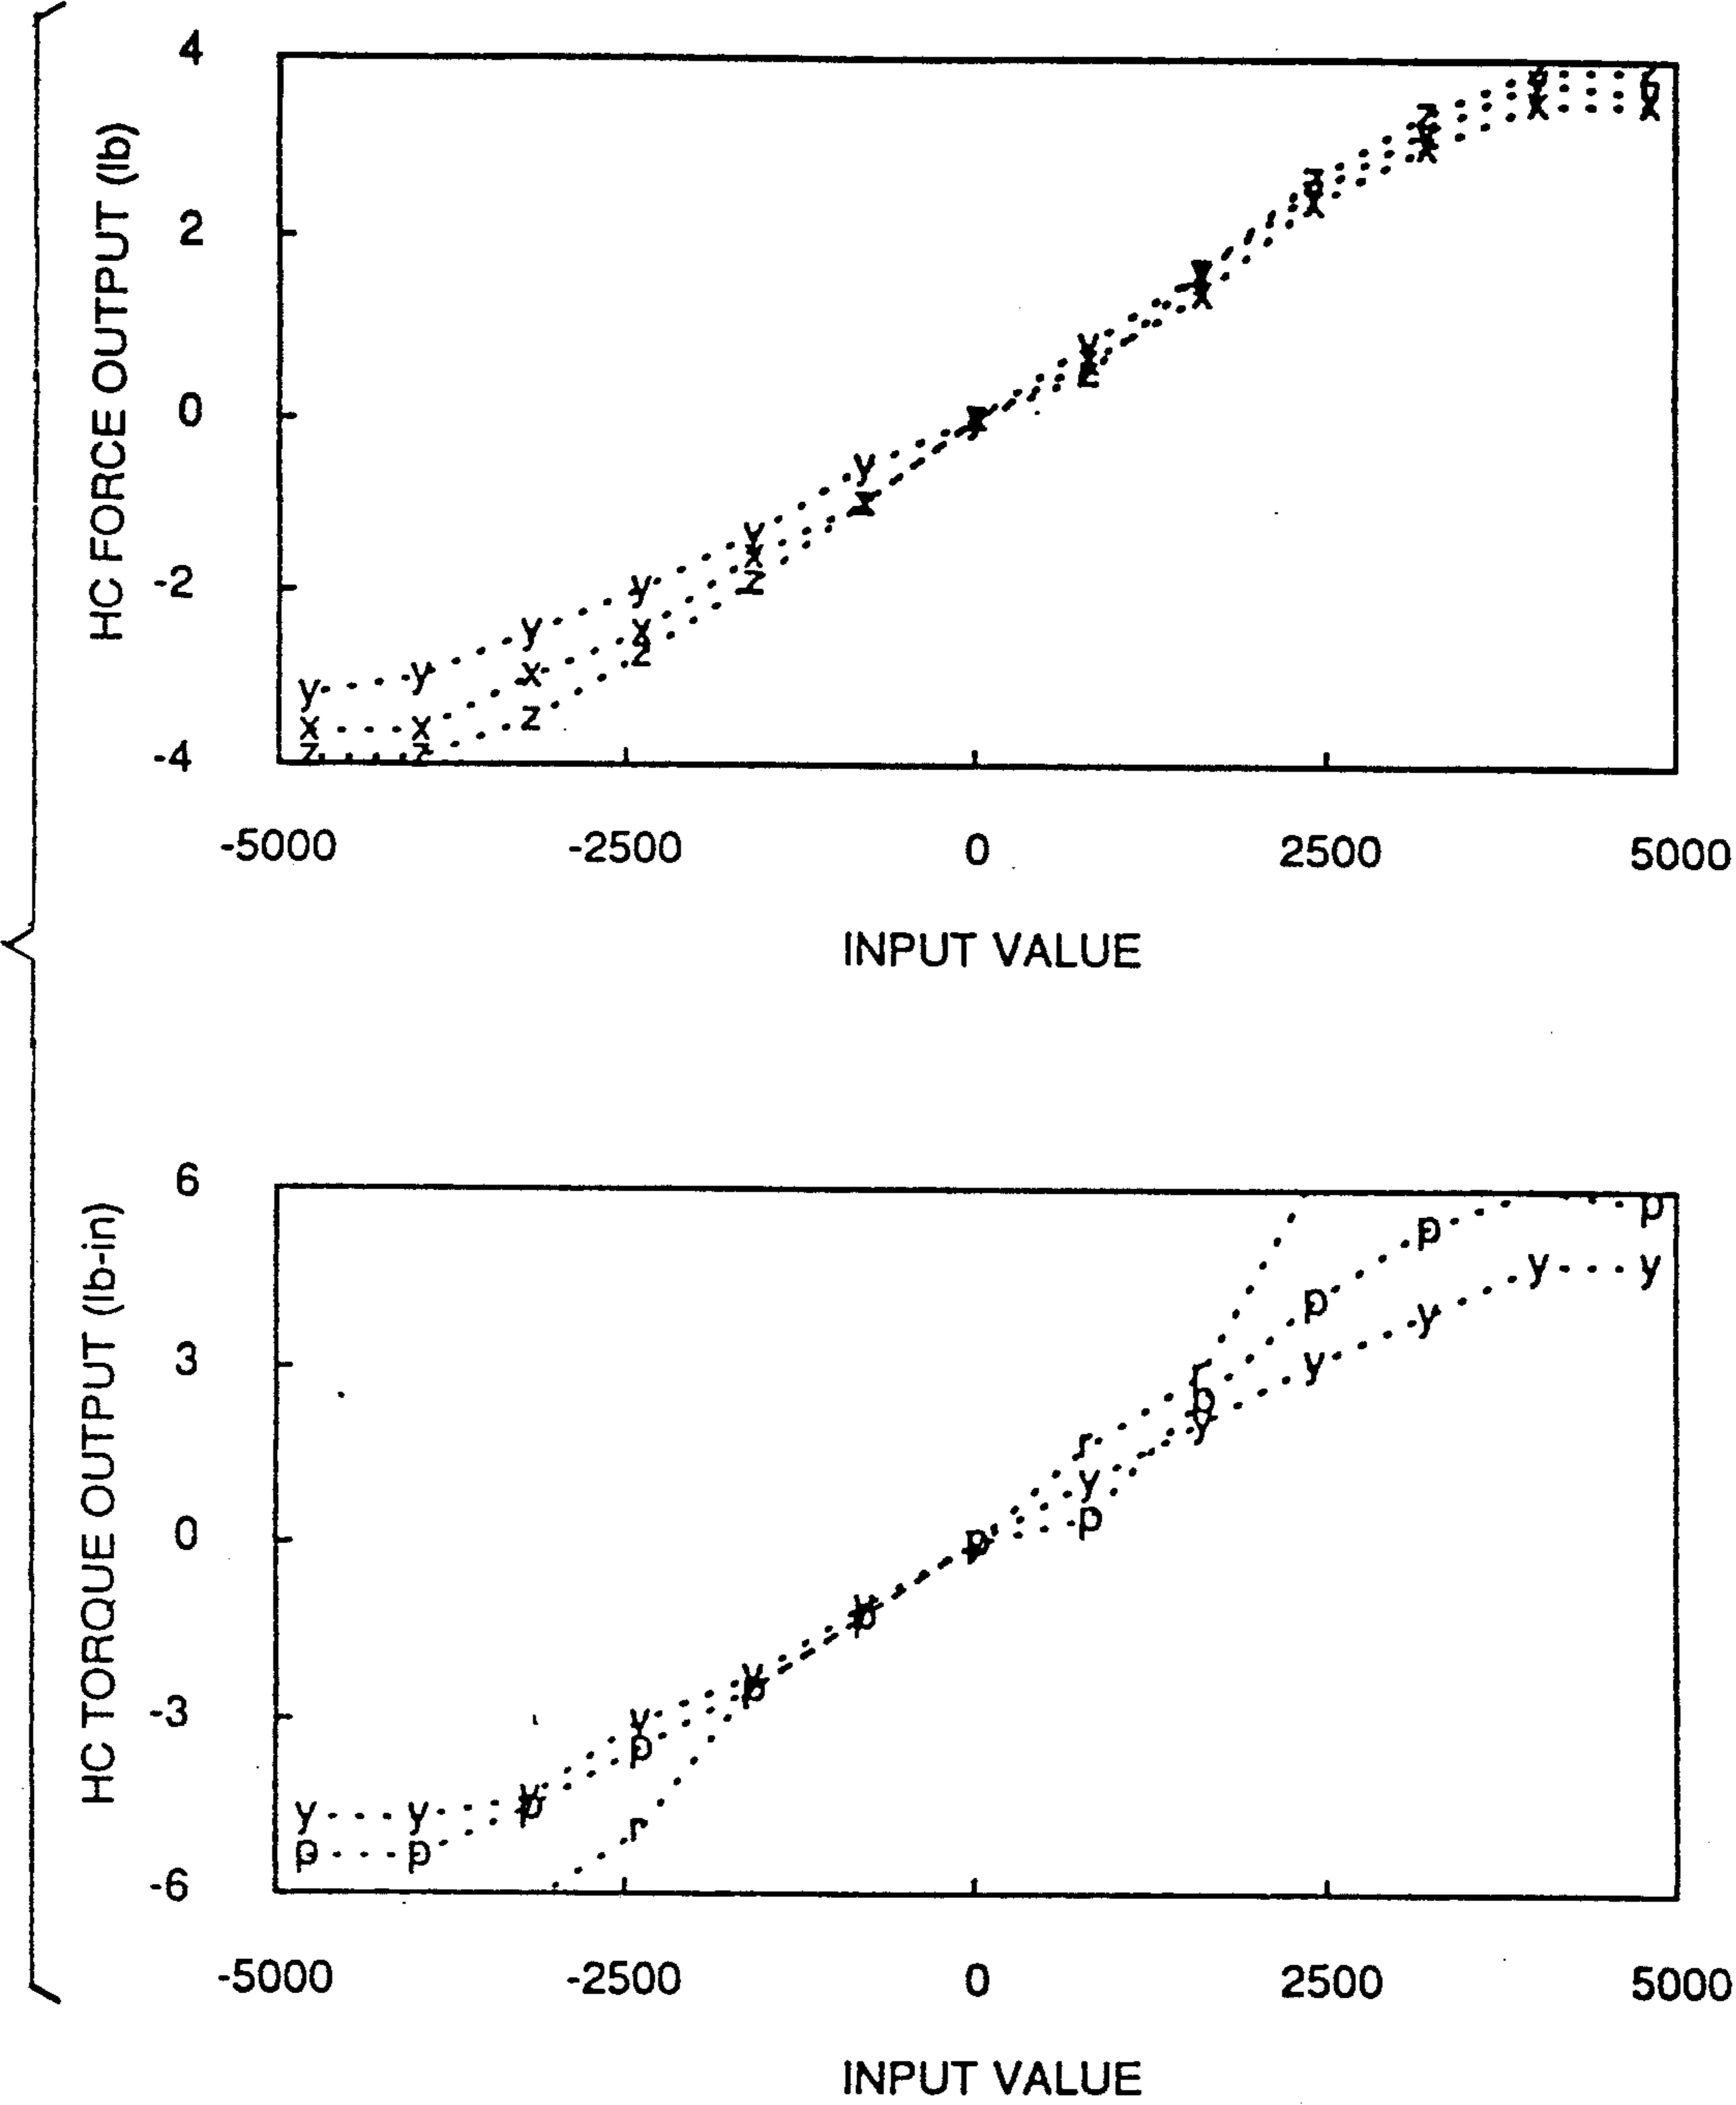 4
2
0
-2
-4
HC FORCE OUTPUT (lb)
-5000 -2500 0 2500 5000
INPUT VALUE
6
3
0
-3
-6
HC TORQUE OUTPUT (lb-in)
-5000 -2500 0 2500 5000
INPUT VALUE